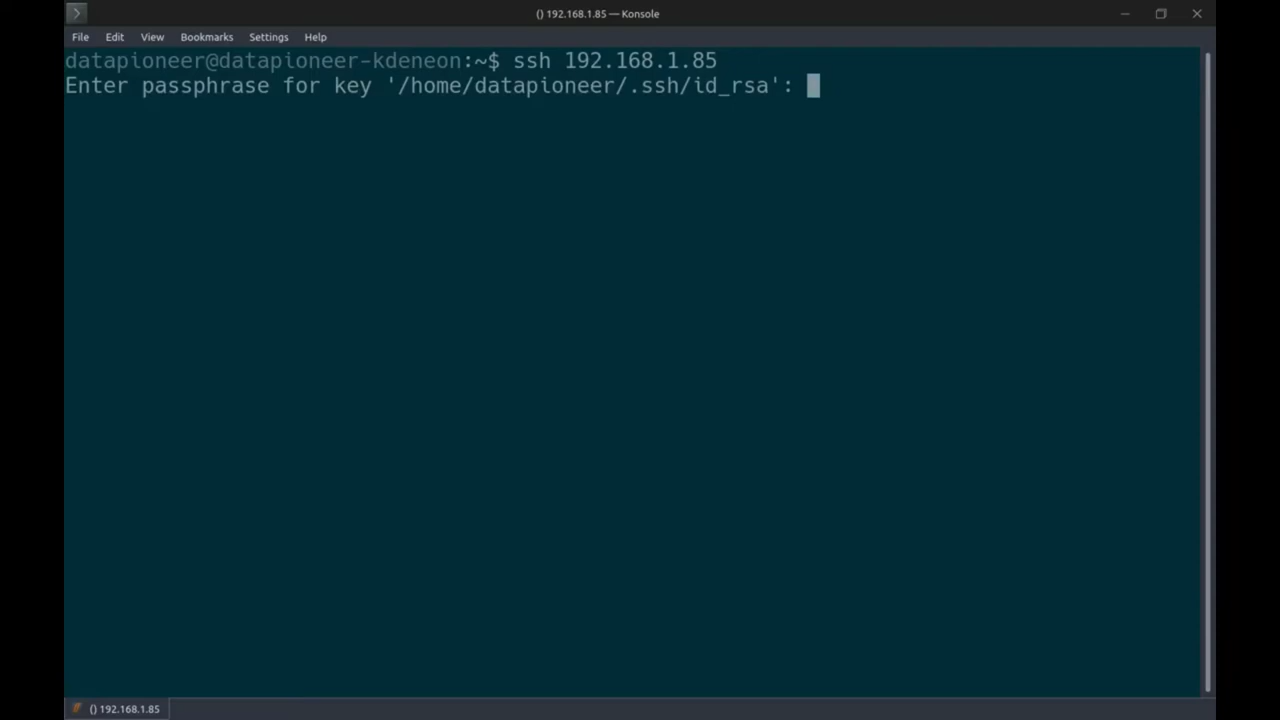 () 192.168.1.85 — Konsole
File Edit View Bookmarks Settings Help
datapioneer@datapioneer-kdeneon:~$ ssh 192.168.1.85
Enter passphrase for key '/home/datapioneer/.ssh/id_rsa':
() 192.168.1.85